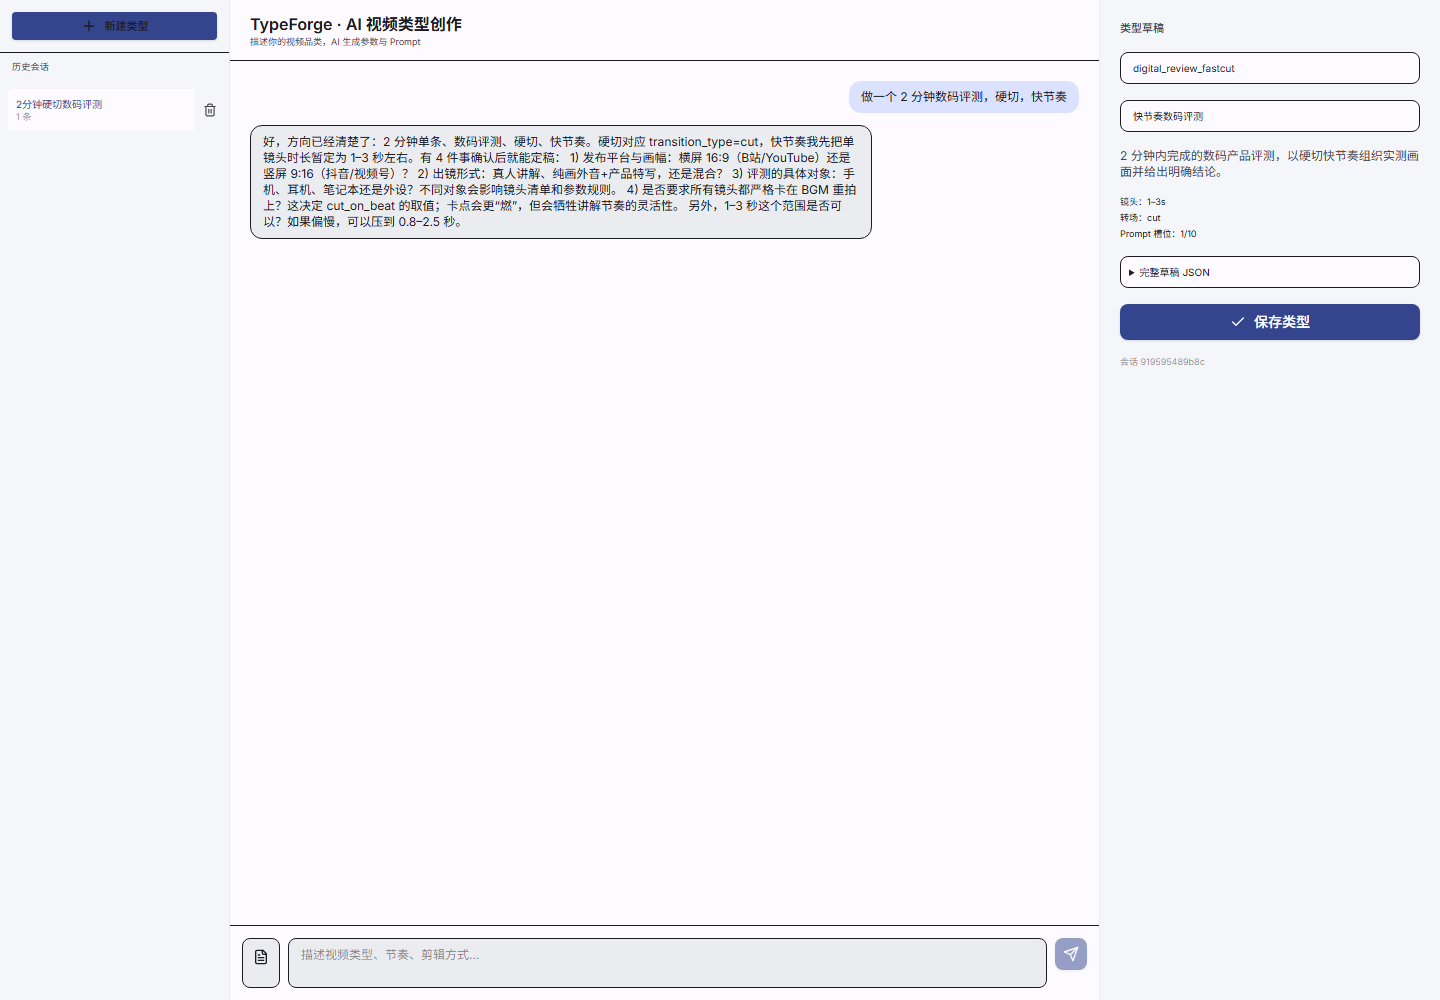 新建类型
历史会话
2分钟硬切数码评测
1 条
TypeForge · AI 视频类型创作
描述你的视频品类，AI 生成参数与 Prompt
做一个 2 分钟数码评测，硬切，快节奏
好，方向已经清楚了：2 分钟单条、数码评测、硬切、快节奏。硬切对应 transition_type=cut，快节奏我先把单
镜头时长暂定为 1–3 秒左右。有 4 件事确认后就能定稿： 1) 发布平台与画幅：横屏 16:9（B站/YouTube）还是
竖屏 9:16（抖音/视频号）？ 2) 出镜形式：真人讲解、纯画外音+产品特写，还是混合？ 3) 评测的具体对象：手
机、耳机、笔记本还是外设？不同对象会影响镜头清单和参数规则。 4) 是否要求所有镜头都严格卡在 BGM 重拍
上？这决定 cut_on_beat 的取值；卡点会更“燃”，但会牺牲讲解节奏的灵活性。 另外，1–3 秒这个范围是否可
以？如果偏慢，可以压到 0.8–2.5 秒。
描述视频类型、节奏、剪辑方式...
类型草稿
digital_review_fastcut
快节奏数码评测
2 分钟内完成的数码产品评测，以硬切快节奏组织实测画
面并给出明确结论。
镜头：1–3s
转场：cut
Prompt 槽位：1/10
完整草稿 JSON
保存类型
会话 919595489b8c